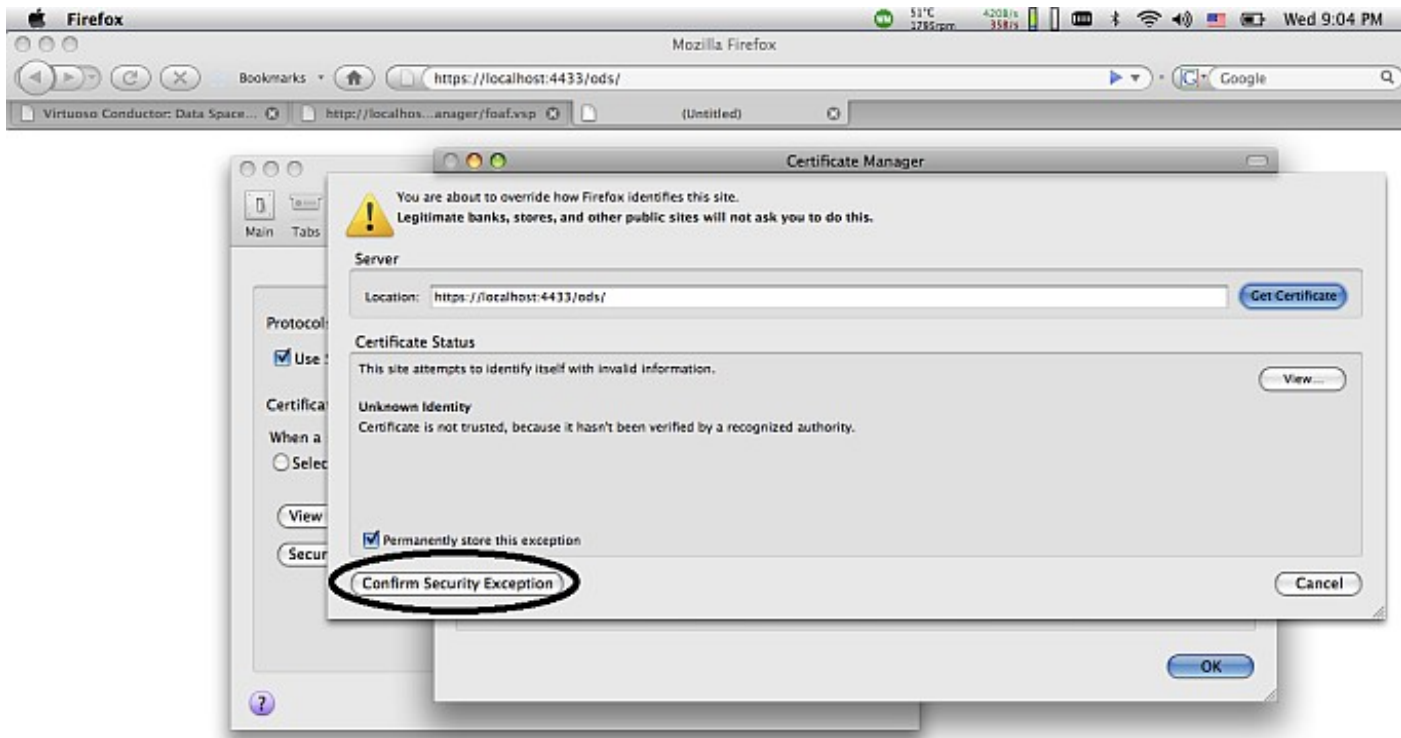 Firefox
51°C
1795rpm
420B/s
358/s
Wed 9:04 PM
Mozilla Firefox
Bookmarks
https://localhost:4433/ods/
Google
Virtuoso Conductor: Data Space...
http://localhos...anager/foaf.vsp
(Untitled)
Certificate Manager
Main
Tabs
You are about to override how Firefox identifies this site.
Legitimate banks, stores, and other public sites will not ask you to do this.
Server
Location:
https://localhost:4433/ods/
Get Certificate
Protocol
Certificate Status
Use
This site attempts to identify itself with invalid information.
View...
Certifica
Unknown Identity
Certificate is not trusted, because it hasn't been verified by a recognized authority.
When a
Selec
View
Permanently store this exception
Secur
Confirm Security Exception
Cancel
OK
?